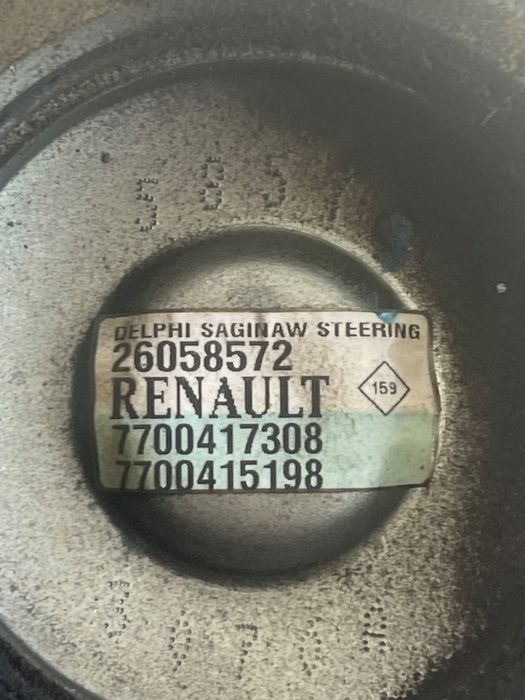 DELPHI SAGINAW STEERING
26058572
RENAULT
159
7700417308
7700415198